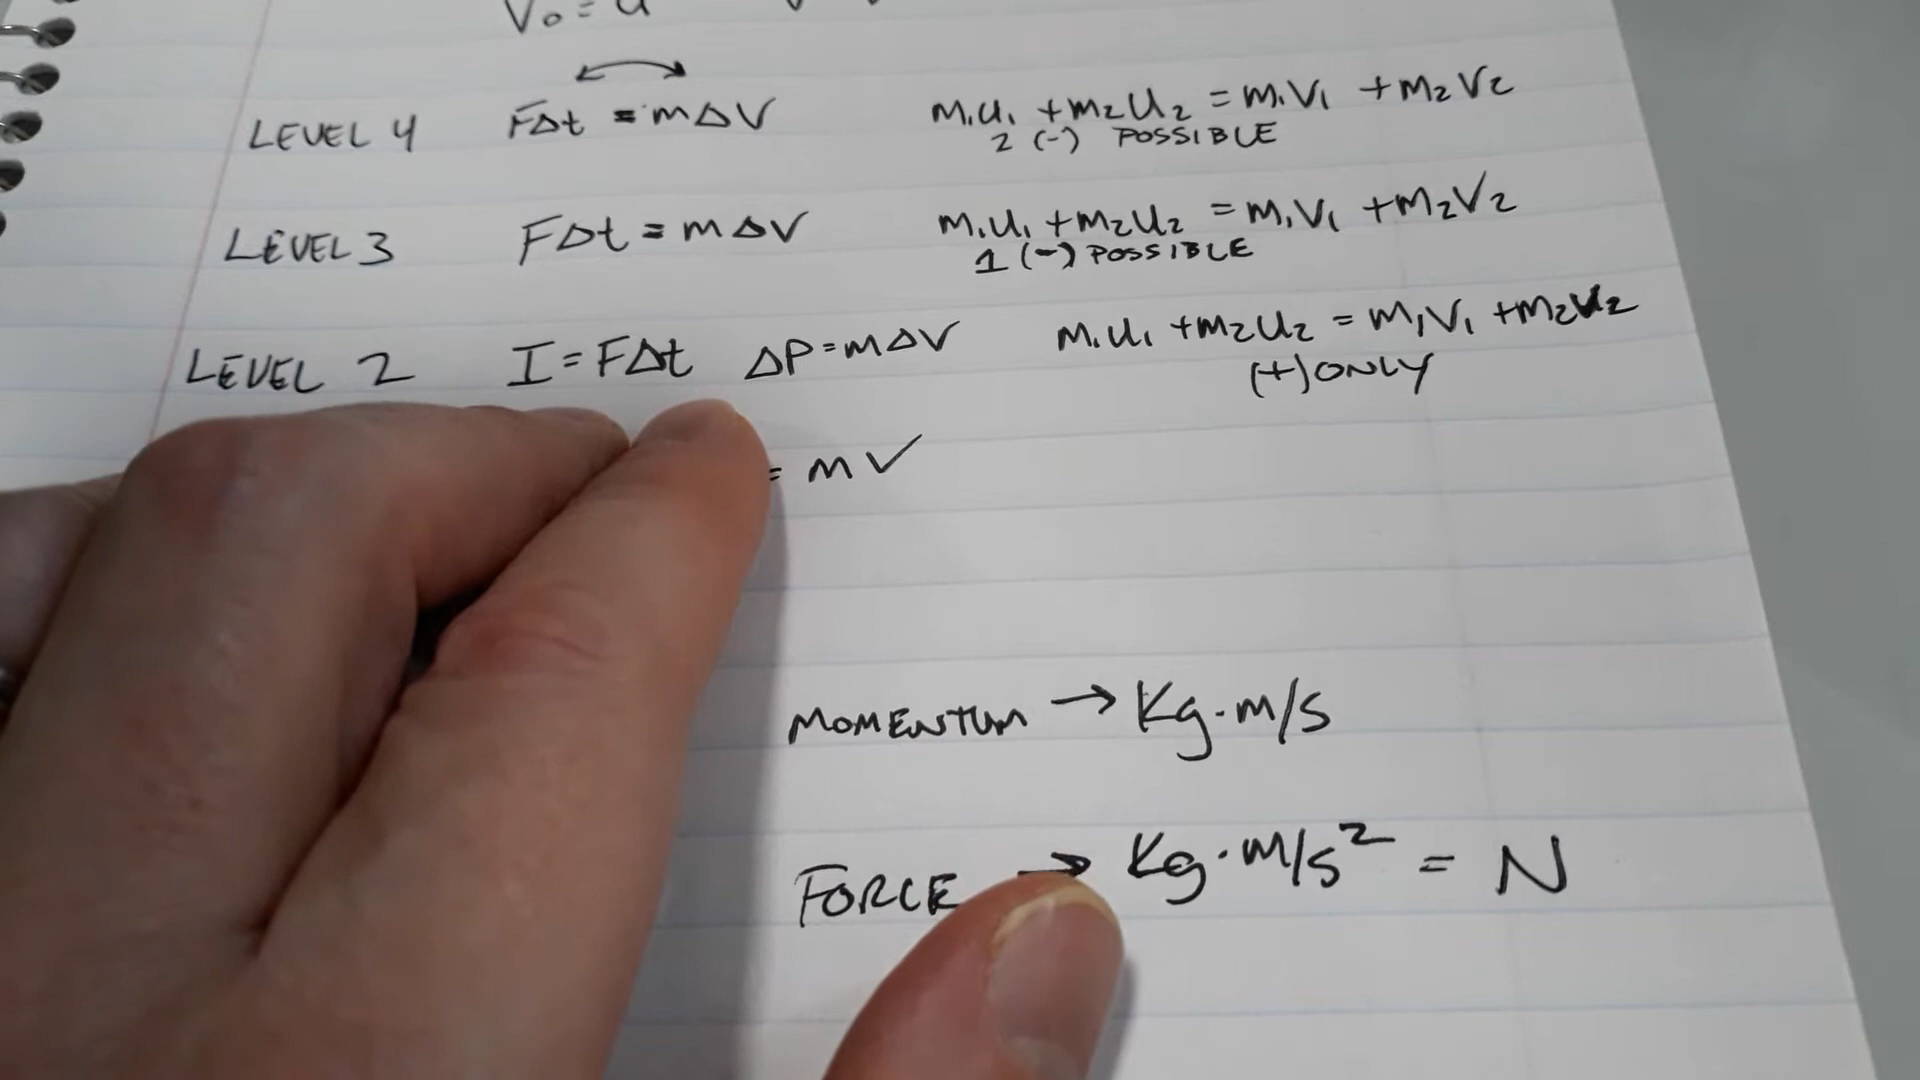 V₀ = u
LEVEL 4 FΔt = mΔV m₁u₁ + m₂u₂ = m₁v₁ + m₂v₂
2 (-) POSSIBLE
LEVEL 3 FΔt = mΔV m₁u₁ + m₂u₂ = m₁v₁ + m₂v₂
1 (-) POSSIBLE
LEVEL 2 I = FΔt ΔP = mΔV m₁u₁ + m₂u₂ = m₁v₁ + m₂v₂
(+) ONLY
= mv
MOMENTUM → Kg·m/s
FORCE → Kg·m/s² = N